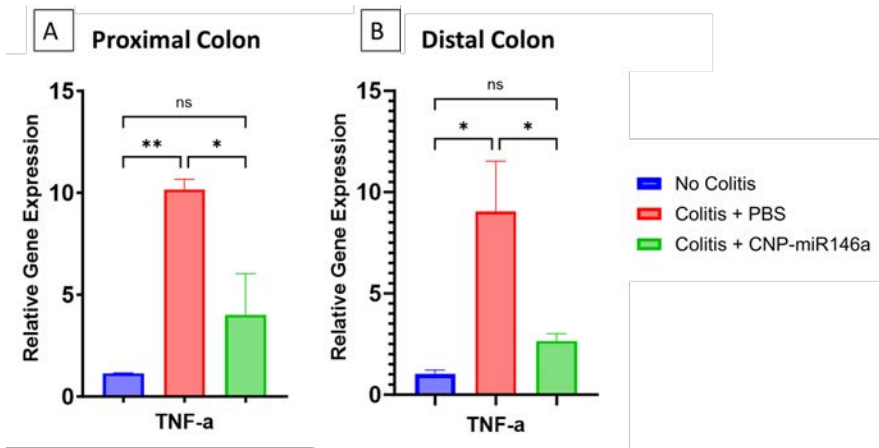 A Proximal Colon
B Distal Colon
Relative Gene Expression
15
10
5
0
ns
**
*
TNF-a
Relative Gene Expression
15
10
5
0
ns
*
*
TNF-a
No Colitis
Colitis + PBS
Colitis + CNP-miR146a